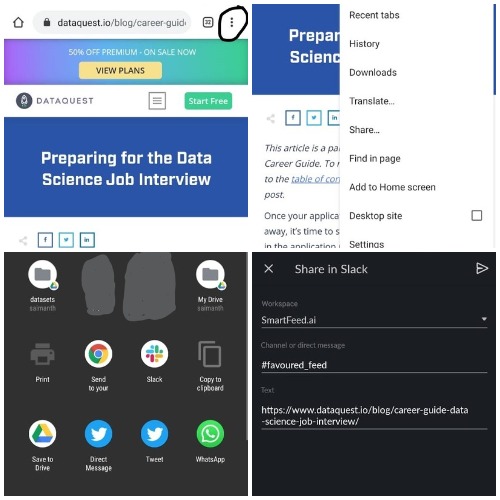 dataquest.io/blog/career-guide
50% OFF PREMIUM - ON SALE NOW
VIEW PLANS
DATAQUEST
Start Free
Preparing for the Data
Science Job Interview
f
in
Prepar
Scienc
f
This article is a pa
Career Guide. To r
to the table of con
post.
Once your applica
away, it's time to s
in the application
Recent tabs
History
Downloads
Translate...
Share...
Find in page
Add to Home screen
Desktop site
Settings
datasets
saimanth
My Drive
saimanth
Print
Send
to your
Slack
Copy to
clipboard
Save to
Drive
Direct
Message
Tweet
WhatsApp
Share in Slack
Workspace
SmartFeed.ai
Channel or direct message
#favoured_feed
Text
https://www.dataquest.io/blog/career-guide-data
-science-job-interview/